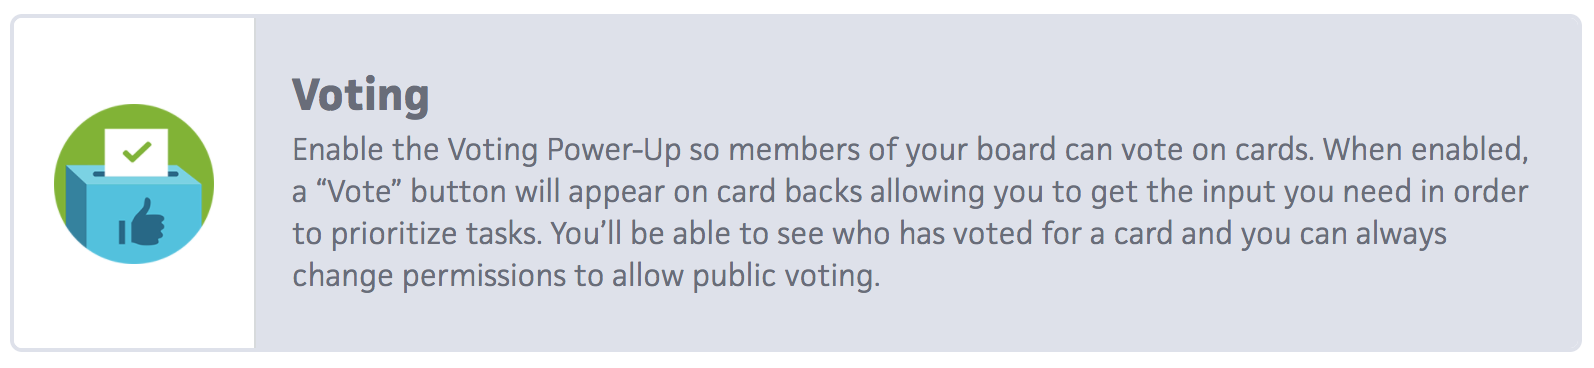 Voting
Enable the Voting Power-Up so members of your board can vote on cards. When enabled,
a “Vote” button will appear on card backs allowing you to get the input you need in order
to prioritize tasks. You’ll be able to see who has voted for a card and you can always
change permissions to allow public voting.